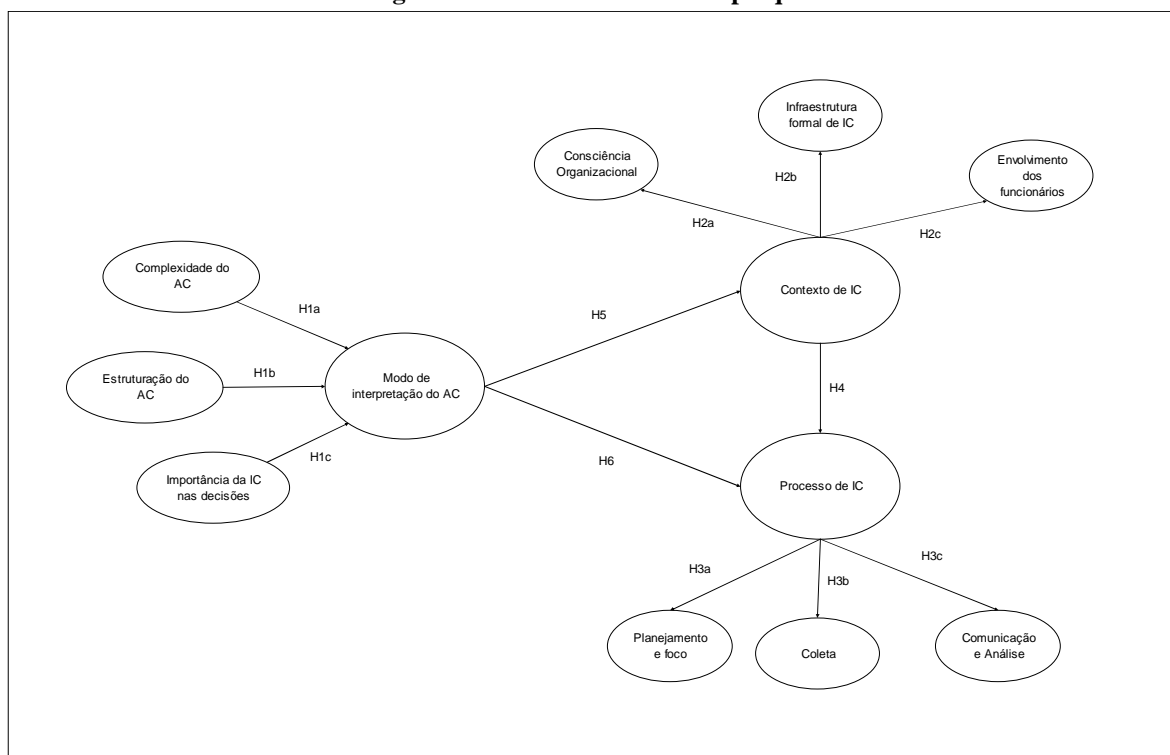 Infraestrutura
formal de IC
Consciência
Organizacional
Envolvimento
dos
funcionários
H2b
H2a
H2c
Complexidade do
AC
Contexto de IC
H1a
H5
Estruturação do
AC
H1b
Modo de
interpretação do AC
H4
H1c
H6
Importância da IC
nas decisões
Processo de IC
H3a
H3b
H3c
Planejamento
e foco
Coleta
Comunicação
e Análise